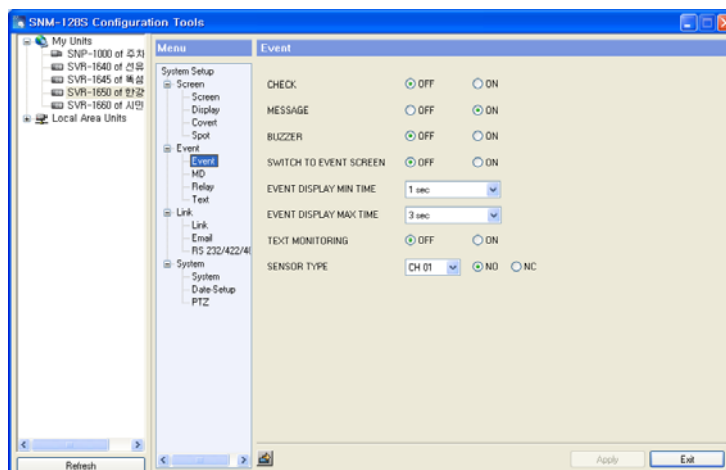 SNM-128S Configuration Tools
My Units
SNP-1000 of 주차
SVR-1640 of 선유
SVR-1645 of 뚝섬
SVR-1650 of 한강
SVR-1660 of 시민
Local Area Units
Refresh
Menu
System Setup
Screen
Screen
Display
Covert
Spot
Event
Event
MD
Relay
Text
Link
Link
Email
RS 232/422/4
System
System
Date-Setup
PTZ
Event
CHECK OFF ON
MESSAGE OFF ON
BUZZER OFF ON
SWITCH TO EVENT SCREEN OFF ON
EVENT DISPLAY MIN TIME 1 sec
EVENT DISPLAY MAX TIME 3 sec
TEXT MONITORING OFF ON
SENSOR TYPE CH 01 NO NC
Apply Exit